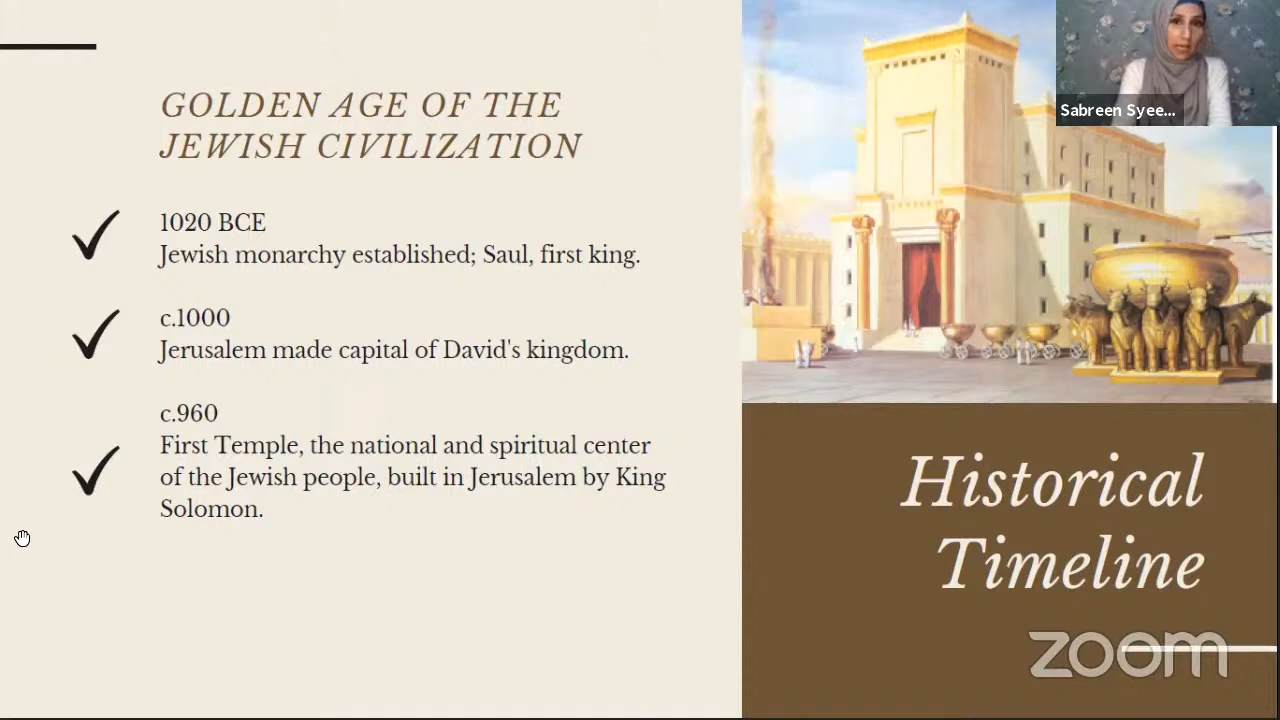 GOLDEN AGE OF THE
JEWISH CIVILIZATION
1020 BCE
Jewish monarchy established; Saul, first king.
c.1000
Jerusalem made capital of David's kingdom.
c.960
First Temple, the national and spiritual center
of the Jewish people, built in Jerusalem by King
Solomon.
Sabreen Syee...
Historical
Timeline
zoom